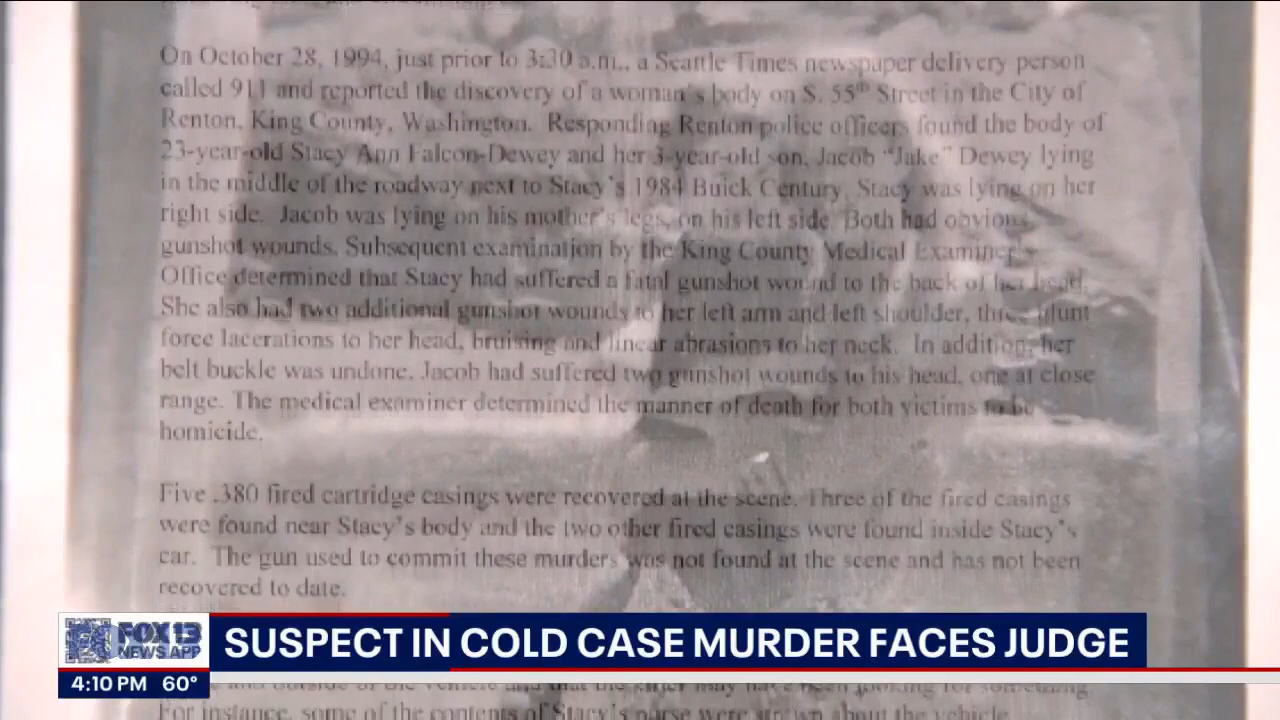 On October 28, 1994, just prior to 3:30 a.m., a Seattle Times newspaper delivery person
called 911 and reported the discovery of a woman's body on S. 55th Street in the City of
Renton, King County, Washington. Responding Renton police officers found the body of
23-year-old Stacy Ann Falcon-Dewey and her 3-year-old son, Jacob "Jake" Dewey lying
in the middle of the roadway next to Stacy's 1984 Buick Century. Stacy was lying on her
right side. Jacob was lying on his mother's legs, on his left side. Both had obvious
gunshot wounds. Subsequent examination by the King County Medical Examiner's
Office determined that Stacy had suffered a fatal gunshot wound to the back of her head.
She also had two additional gunshot wounds to her left arm and left shoulder, three blunt
force lacerations to her head, bruising and linear abrasions to her neck. In addition, her
belt buckle was undone. Jacob had suffered two gunshot wounds to his head, one at close
range. The medical examiner determined the manner of death for both victims to be
homicide.
Five .380 fired cartridge casings were recovered at the scene. Three of the fired casings
were found near Stacy's body and the two other fired casings were found inside Stacy's
car. The gun used to commit these murders was not found at the scene and has not been
recovered to date.
FOX 13
NEWS APP
SUSPECT IN COLD CASE MURDER FACES JUDGE
4:10 PM 60°
For instance, some of the contents of Stacy's purse were strewn about the vehicle